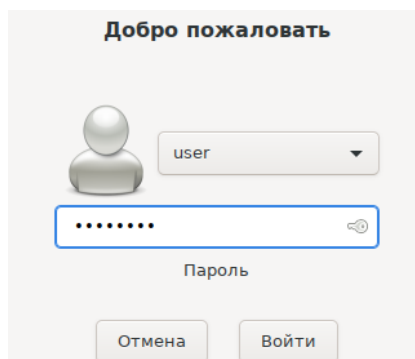 Добро пожаловать
user
••••••••
Пароль
Отмена Войти